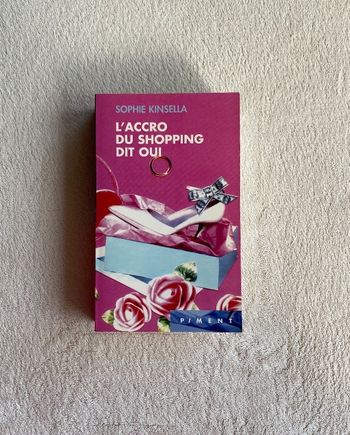 SOPHIE KINSELLA
L'ACCRO
DU SHOPPING
DIT OUI
PIMENT